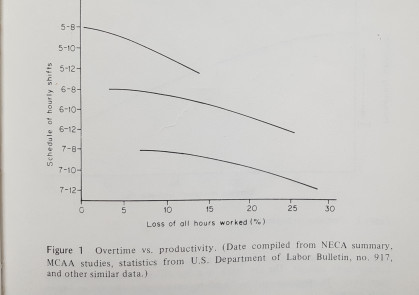 5-8
5-10
5-12
6-8
6-10
6-12
7-8
7-10
7-12
Schedule of hourly shifts
0 5 10 15 20 25 30
Loss of all hours worked (%)
Figure 1 Overtime vs. productivity. (Date compiled from NECA summary,
MCAA studies, statistics from U.S. Department of Labor Bulletin, no. 917,
and other similar data.)